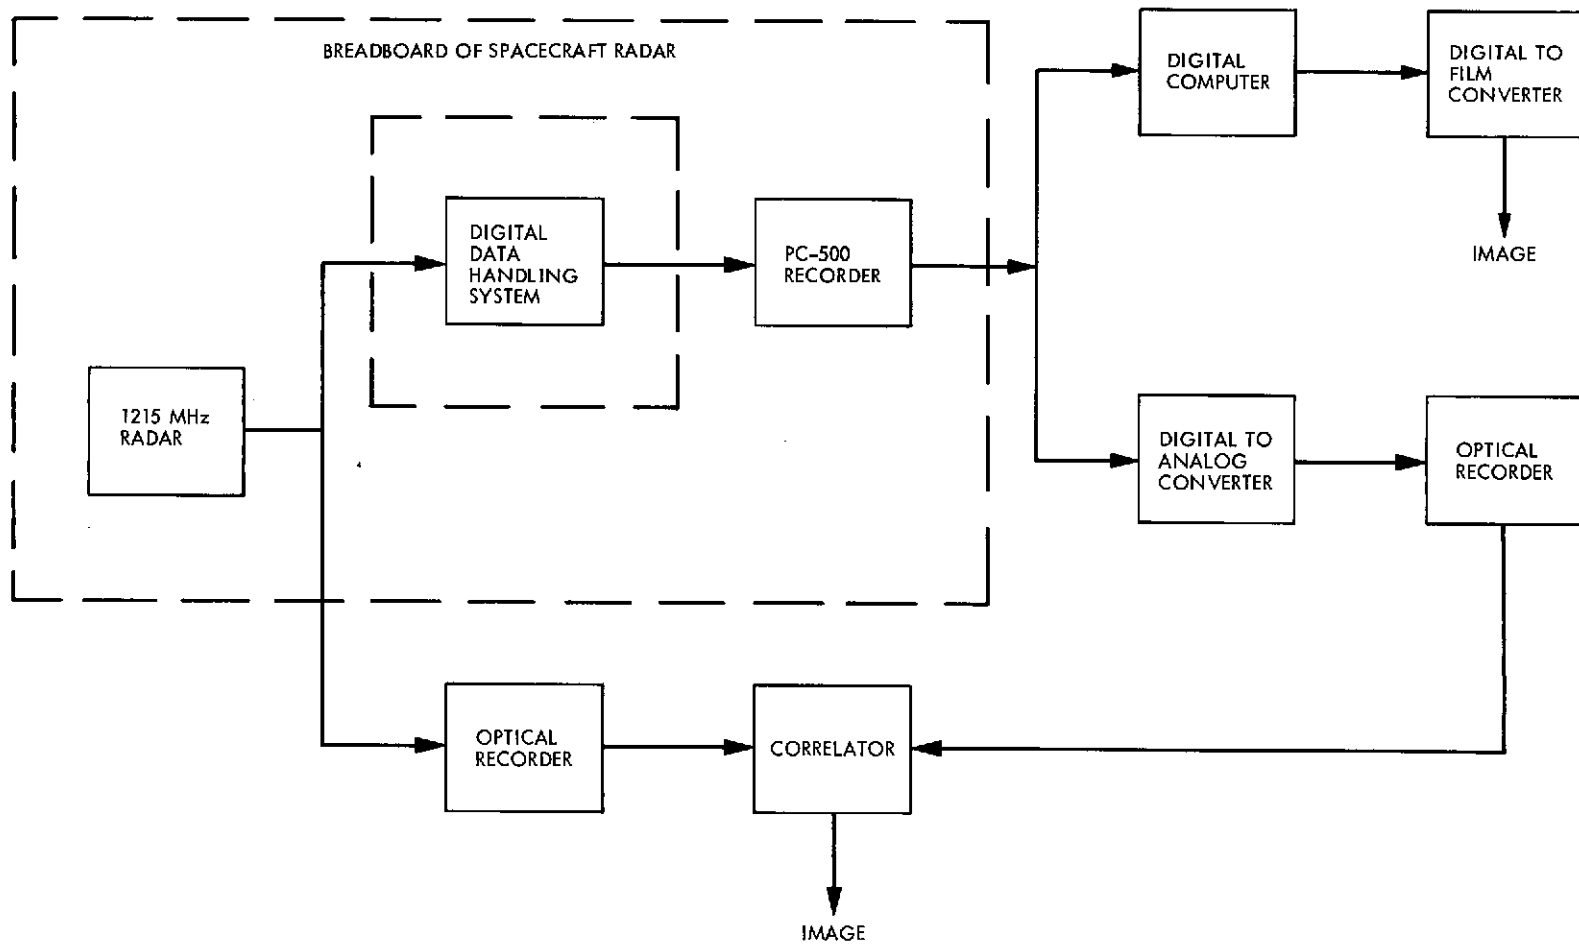 BREADBOARD OF SPACECRAFT RADAR
DIGITAL
COMPUTER
DIGITAL TO
FILM
CONVERTER
DIGITAL
DATA
HANDLING
SYSTEM
PC-500
RECORDER
IMAGE
1215 MHz
RADAR
DIGITAL TO
ANALOG
CONVERTER
OPTICAL
RECORDER
OPTICAL
RECORDER
CORRELATOR
IMAGE